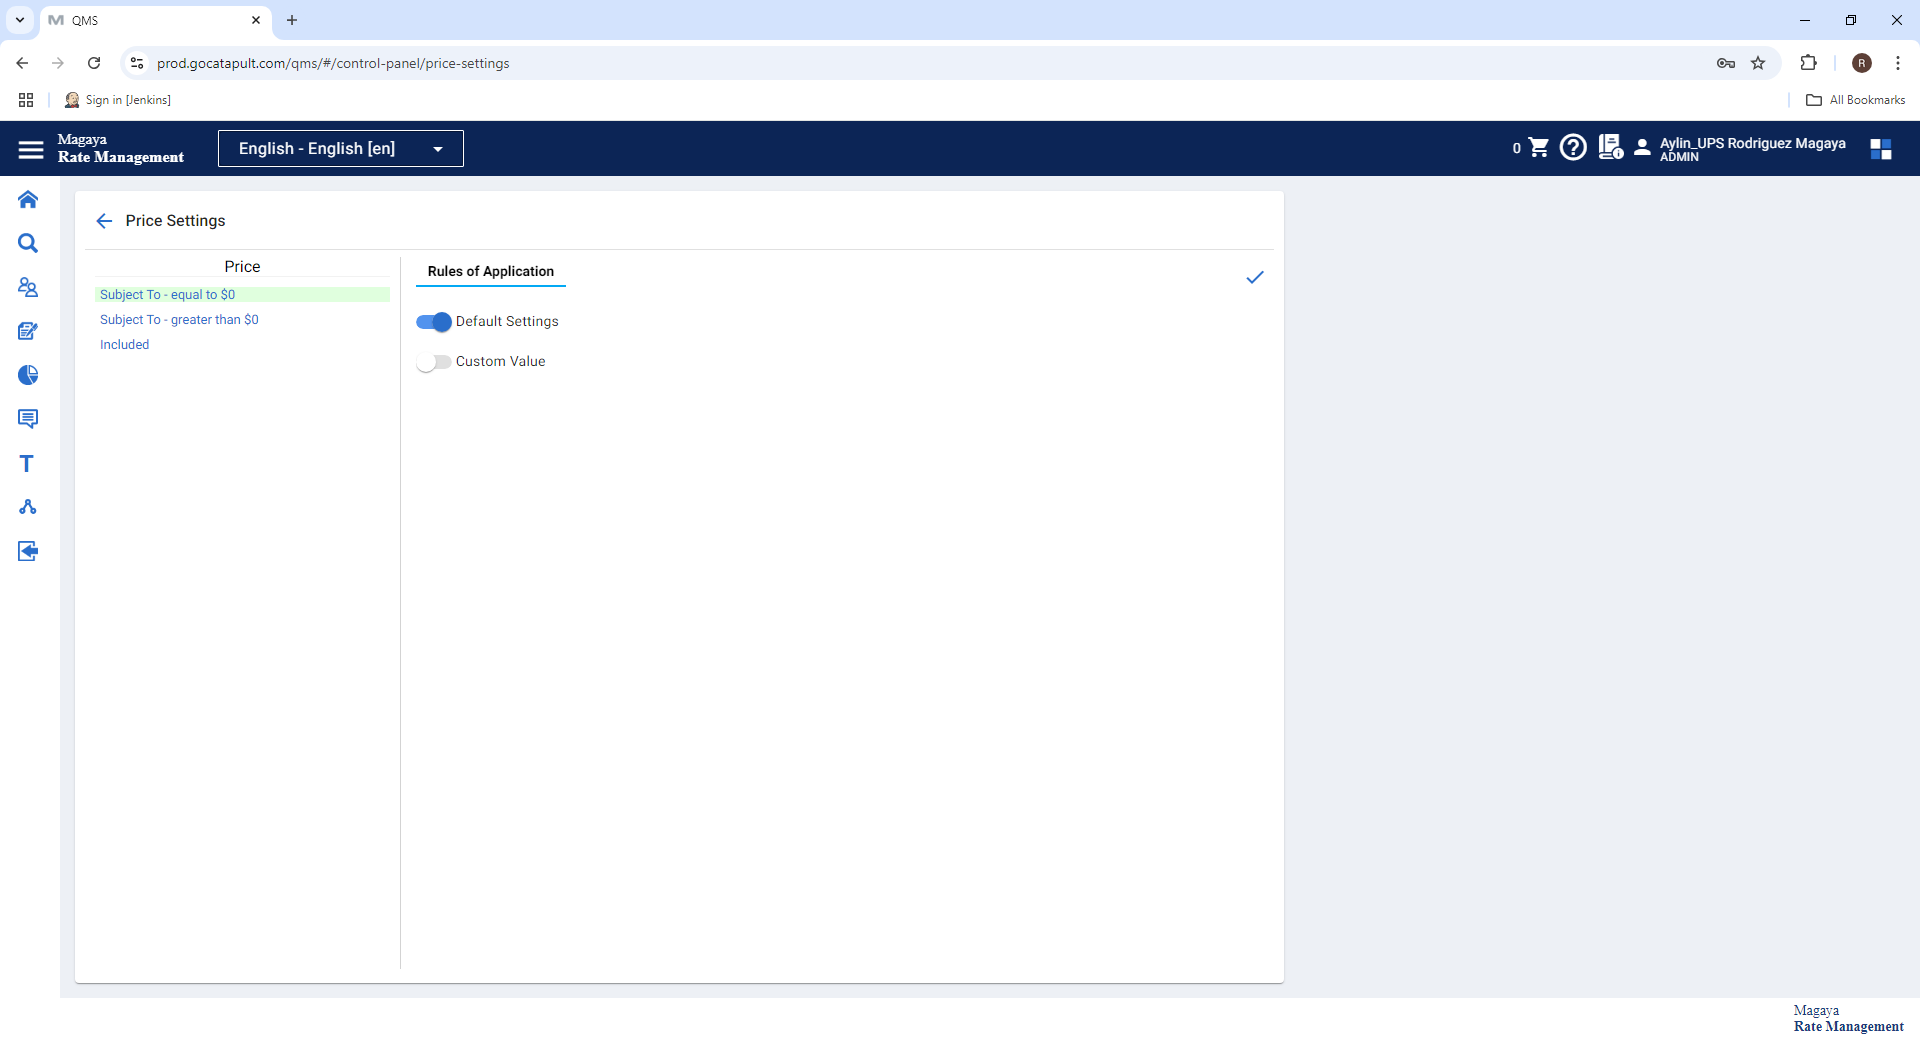 QMS
prod.gocatapult.com/qms/#/control-panel/price-settings
R
Sign in [Jenkins]
All Bookmarks
Magaya
Rate Management
English - English [en]
0
Aylin_UPS Rodriguez Magaya
ADMIN
Price Settings
Price
Subject To - equal to $0
Subject To - greater than $0
Included
Rules of Application
Default Settings
Custom Value
Magaya
Rate Management